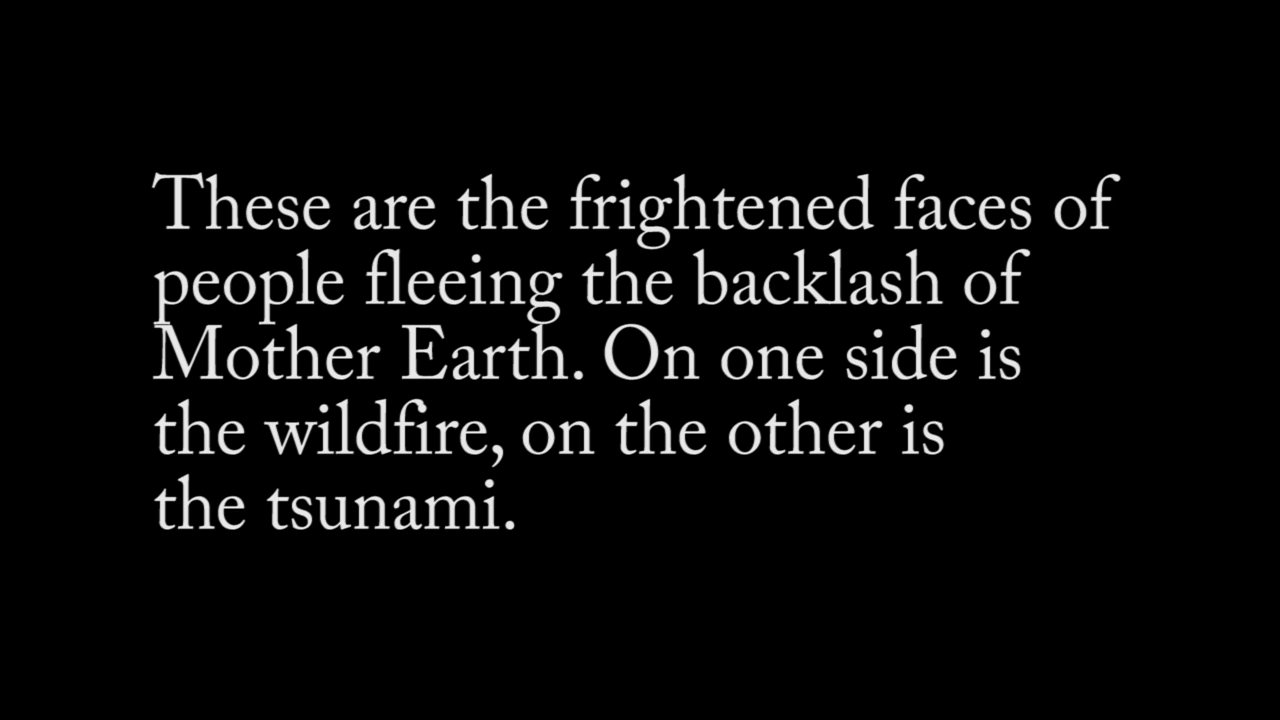 These are the frightened faces of
people fleeing the backlash of
Mother Earth. On one side is
the wildfire, on the other is
the tsunami.